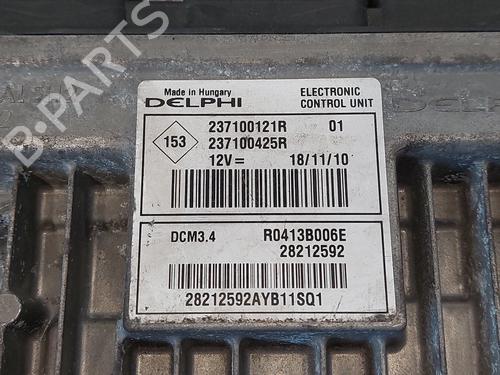 B-PARTS
Made in Hungary
DELPHI
ELECTRONIC
CONTROL UNIT
153
237100121R 01
237100425R
12V= 18/11/10
DCM3.4 R0413B006E
28212592
28212592AYB11SQ1
DELPHI